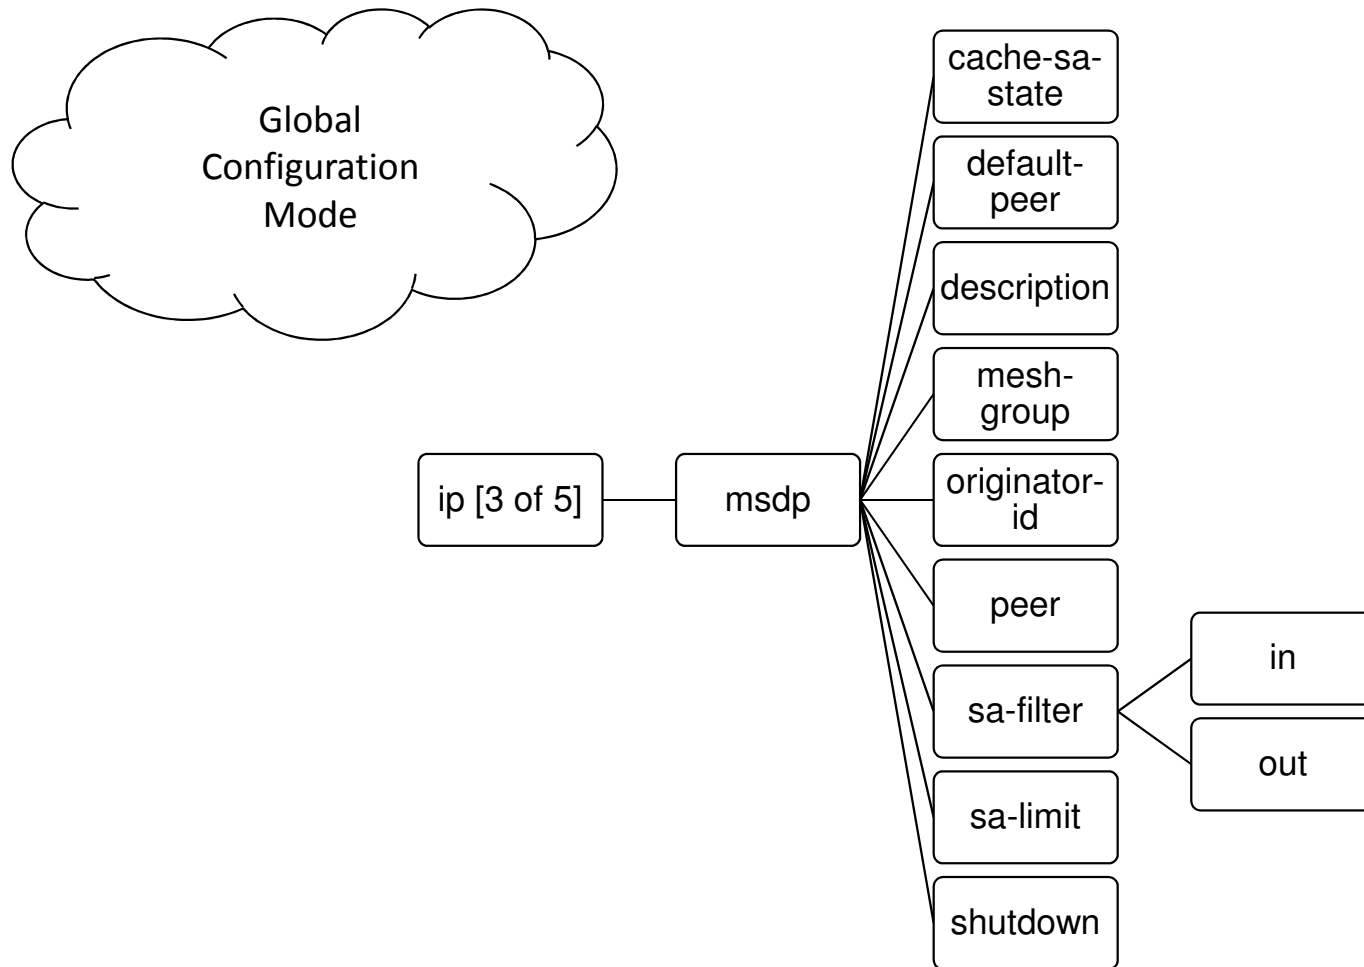 Global
Configuration
Mode
cache-sa-
state
default-
peer
description
mesh-
group
ip [3 of 5]
msdp
originator-
id
peer
in
sa-filter
out
sa-limit
shutdown